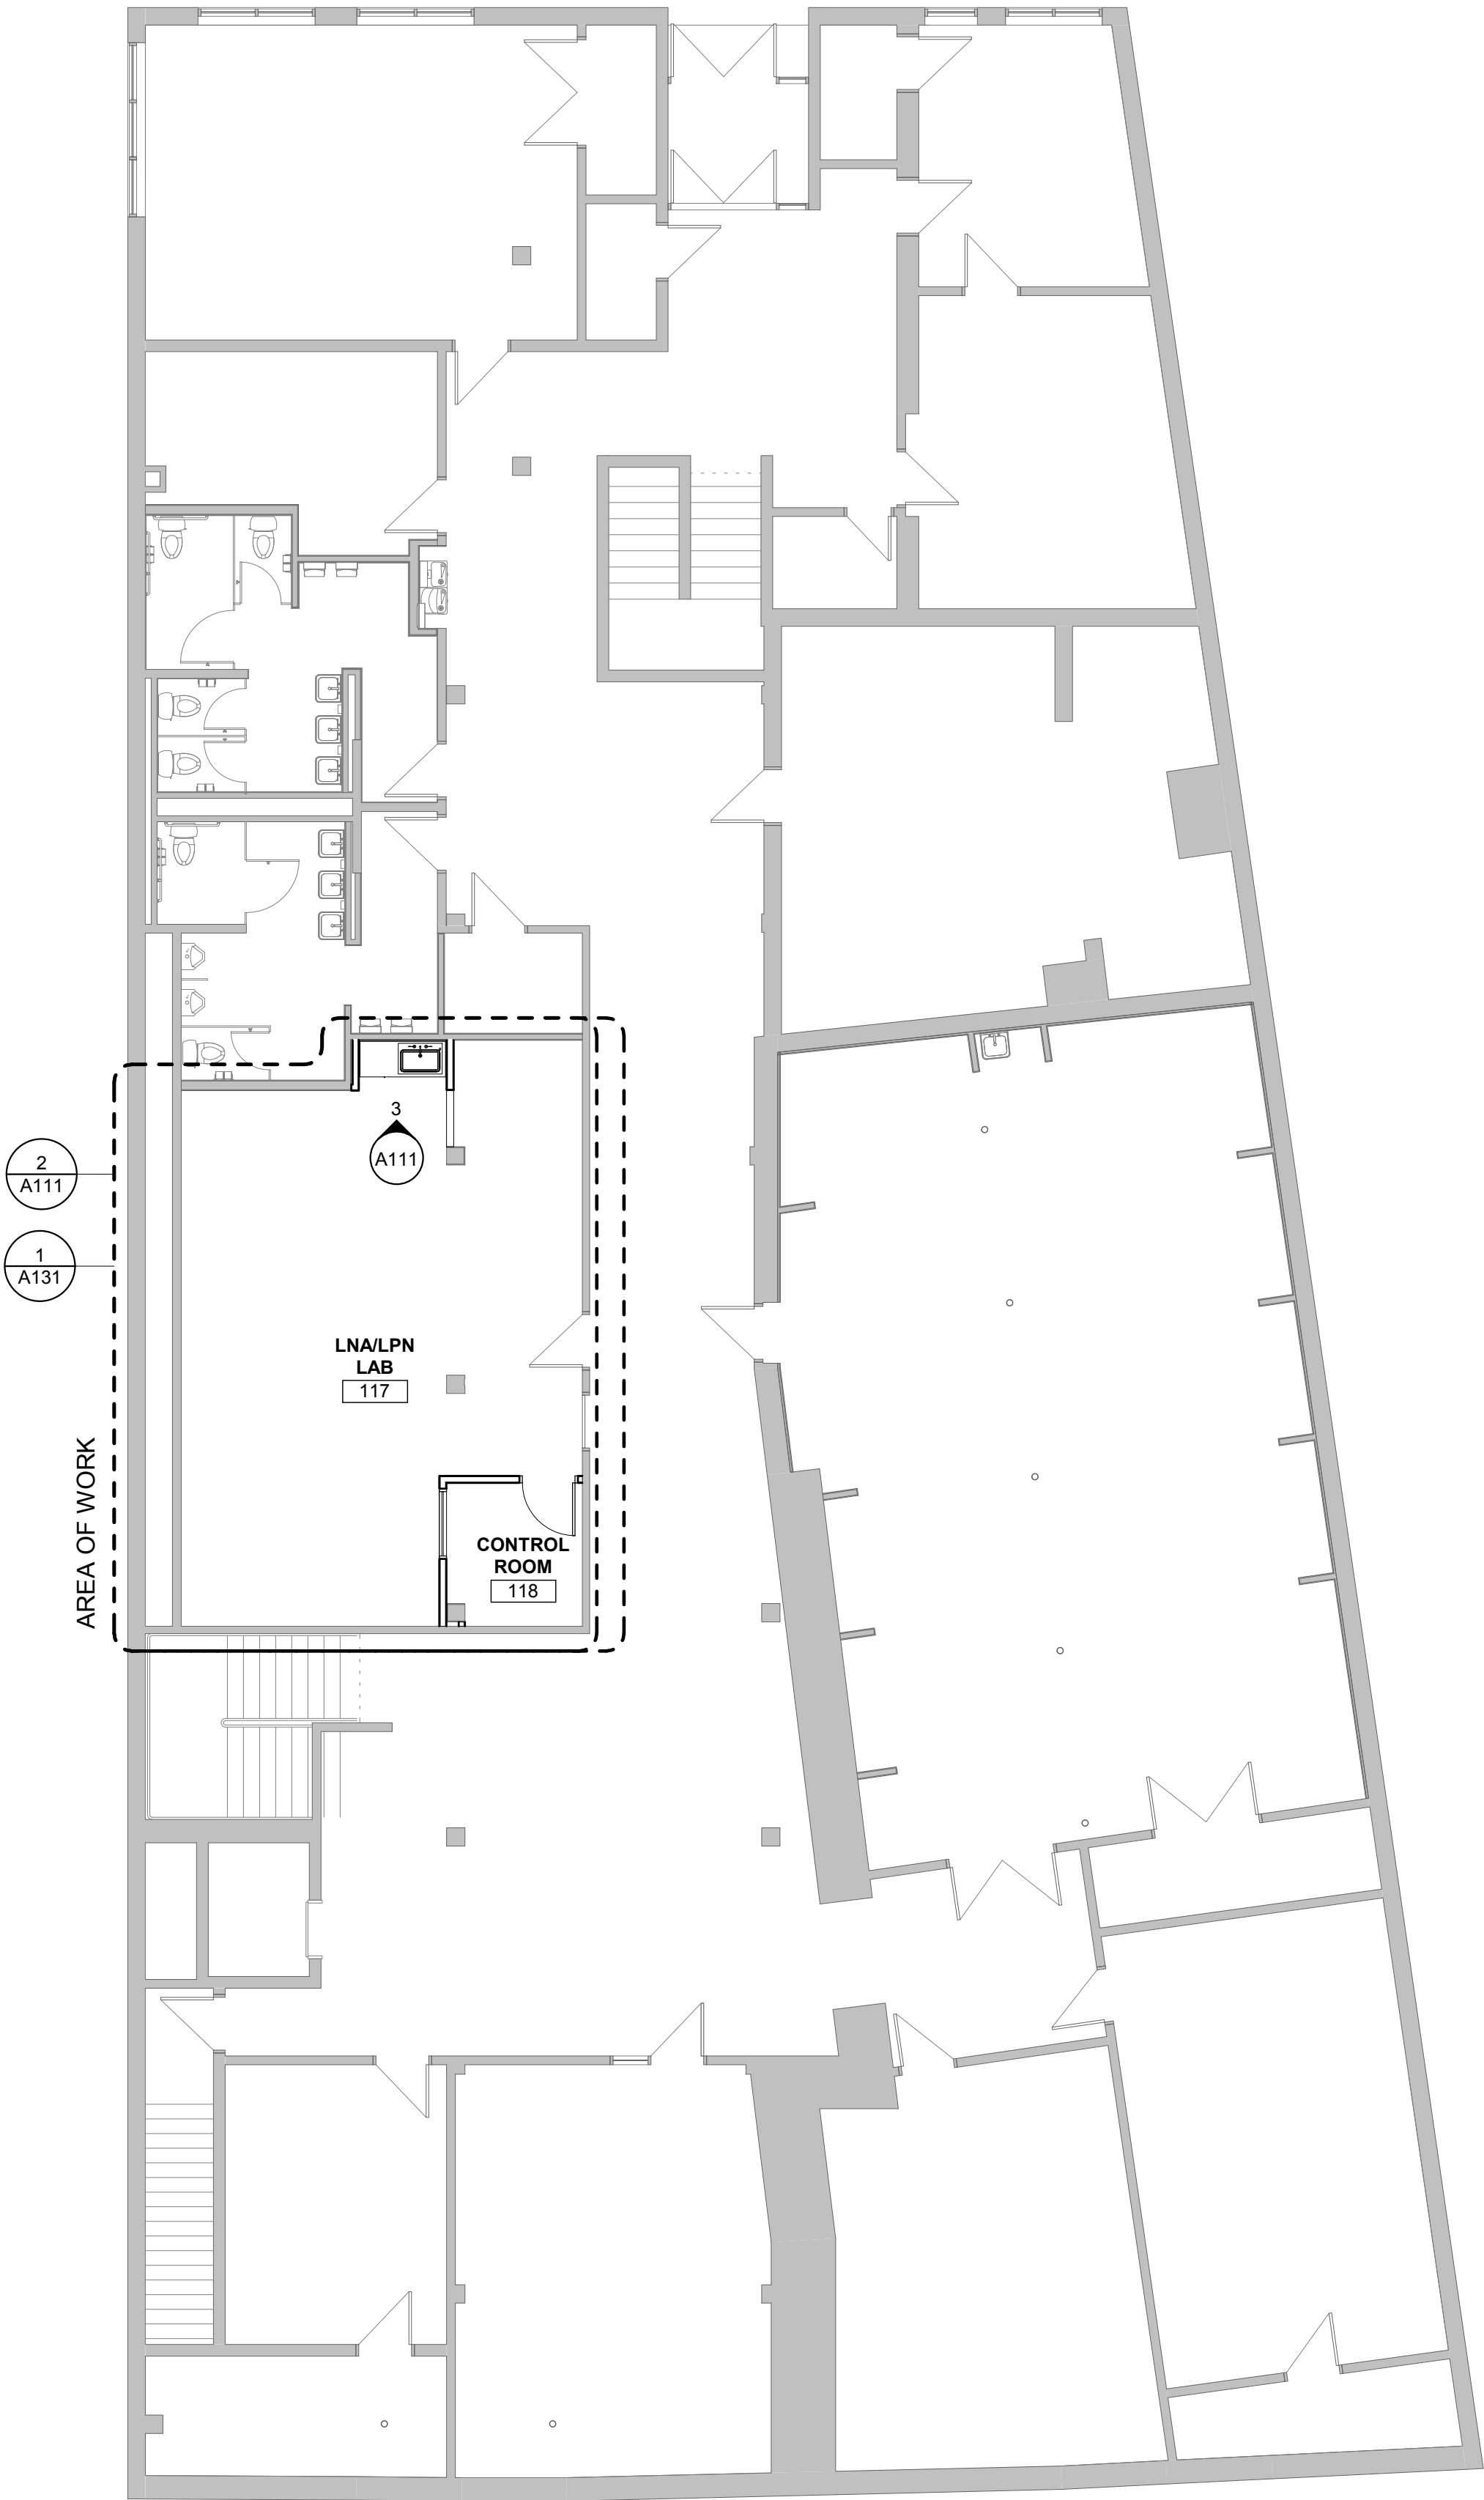 3
A111
2
A111
1
A131
LNA/LPN
LAB
117
AREA OF WORK
CONTROL
ROOM
118